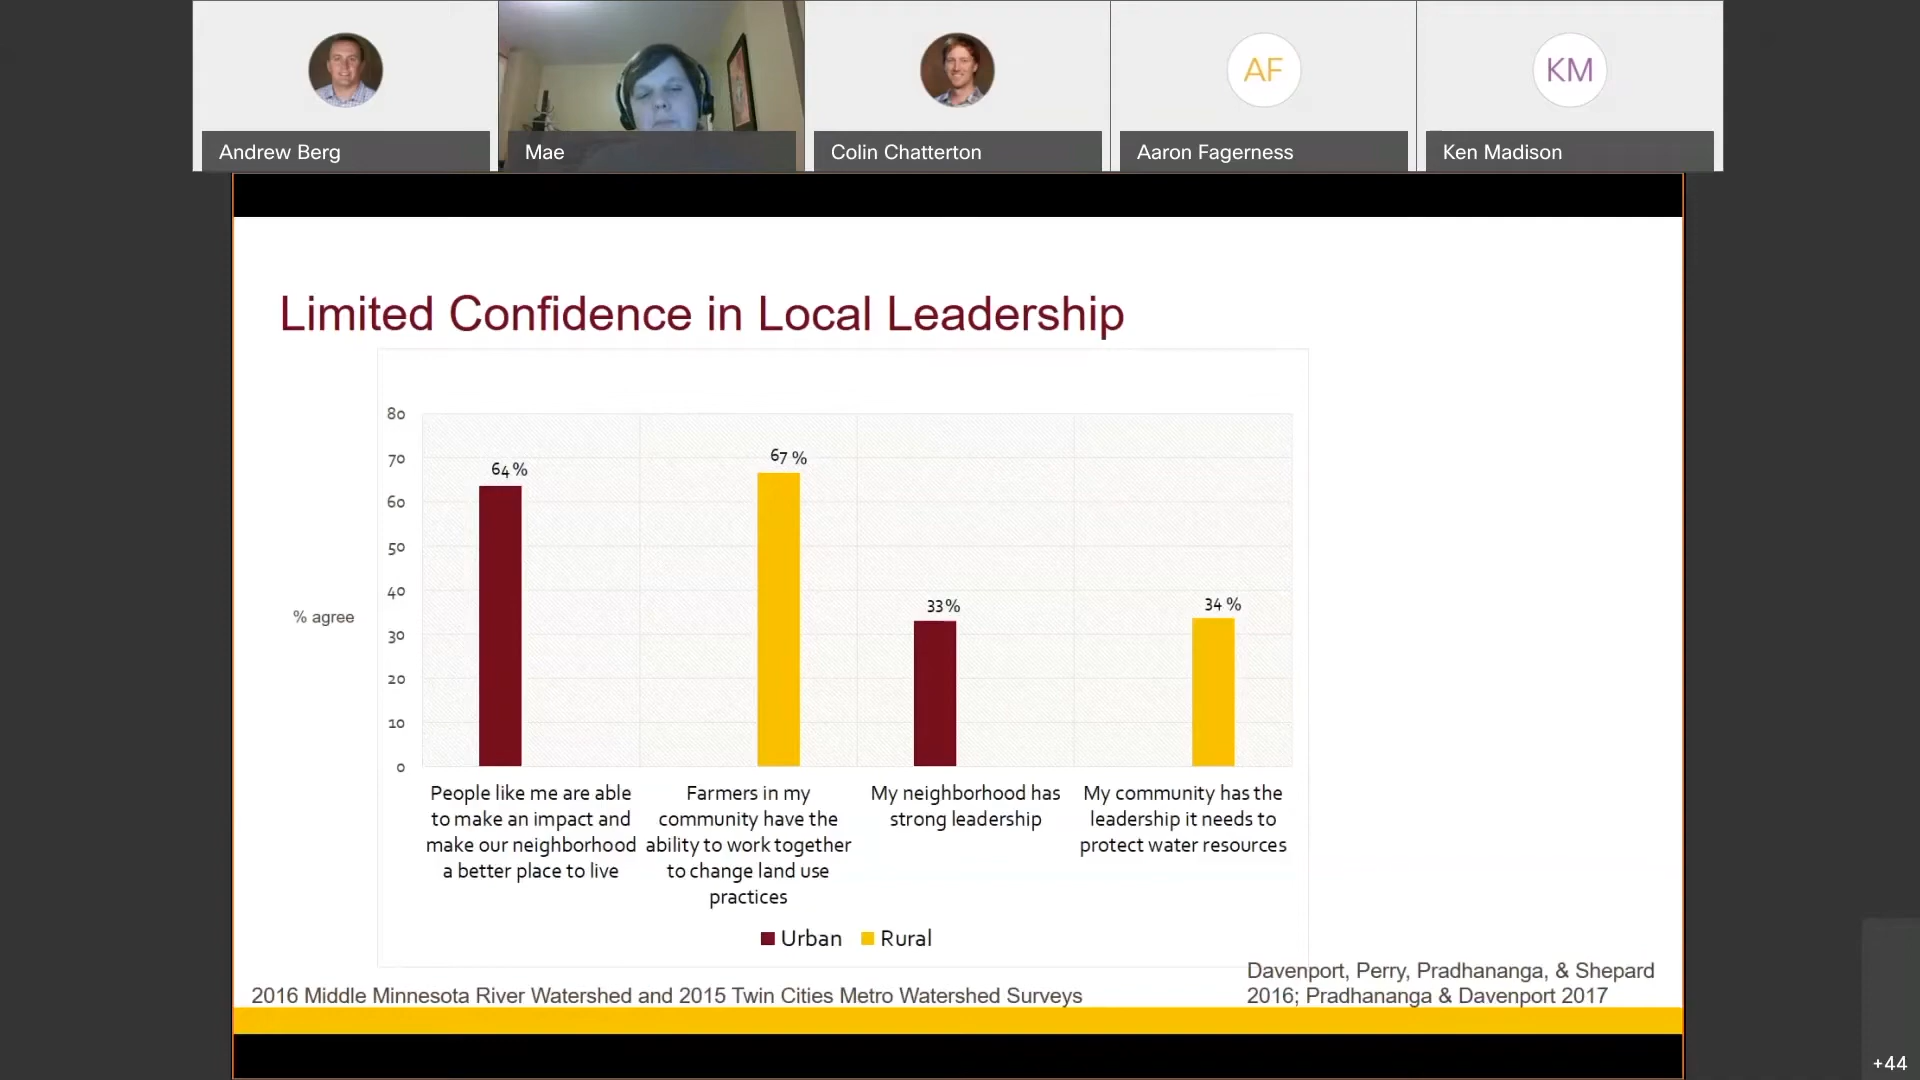 Andrew Berg
Mae
Colin Chatterton
AF
Aaron Fagerness
KM
Ken Madison
Limited Confidence in Local Leadership
80
70
60
50
40
30
20
10
0
% agree
64 %
67 %
33 %
34 %
People like me are able
to make an impact and
make our neighborhood
a better place to live
Farmers in my
community have the
ability to work together
to change land use
practices
My neighborhood has
strong leadership
My community has the
leadership it needs to
protect water resources
Urban
Rural
2016 Middle Minnesota River Watershed and 2015 Twin Cities Metro Watershed Surveys
Davenport, Perry, Pradhananga, & Shepard
2016; Pradhananga & Davenport 2017
+44